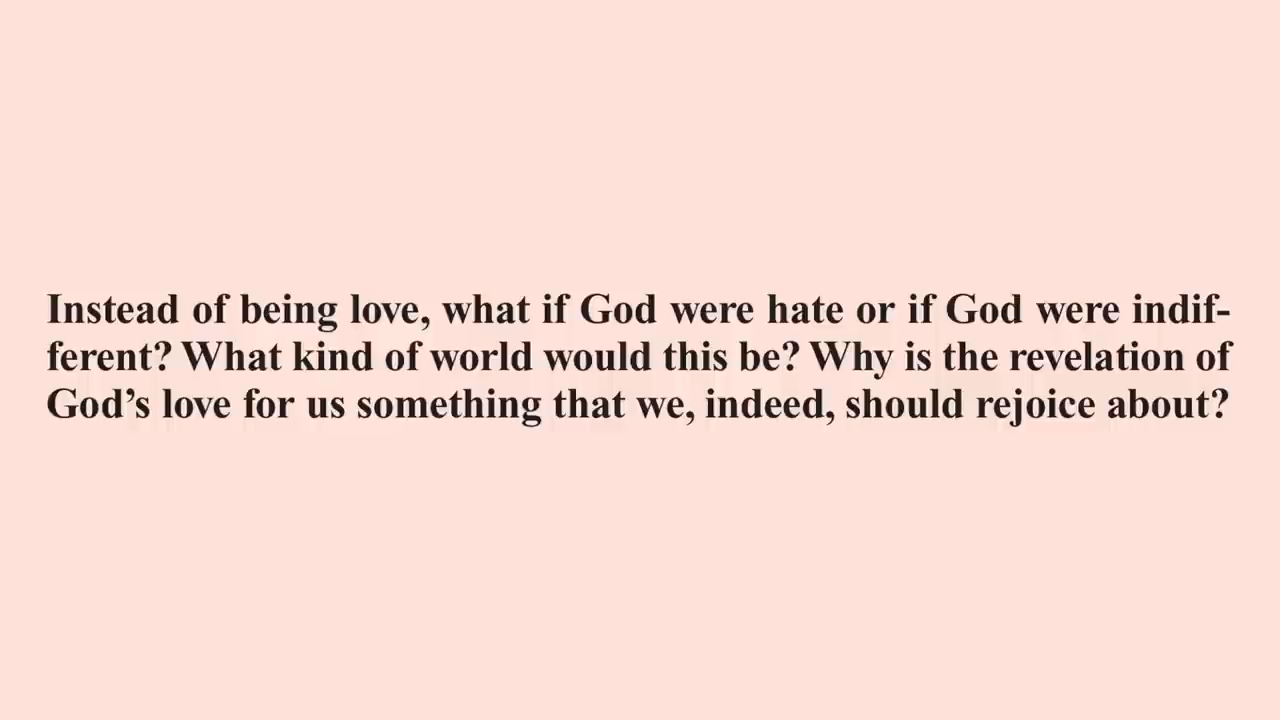 Instead of being love, what if God were hate or if God were indif-
ferent? What kind of world would this be? Why is the revelation of
God’s love for us something that we, indeed, should rejoice about?